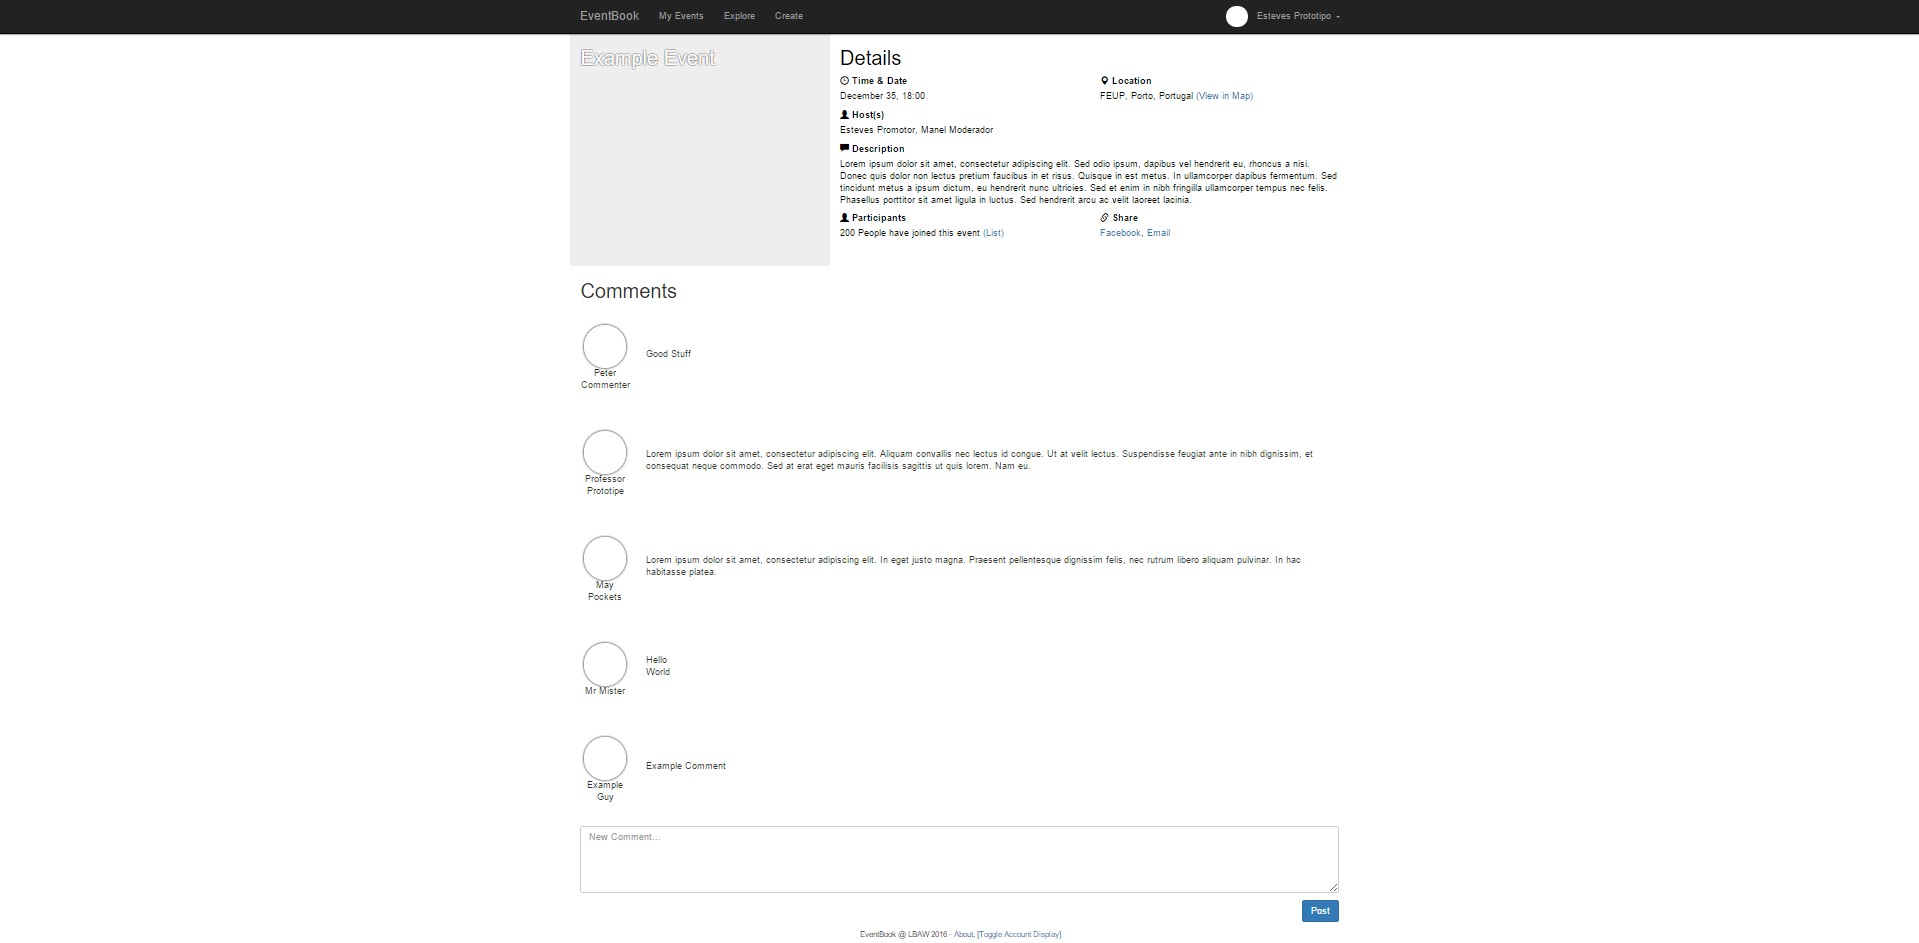 EventBook My Events Explore Create Esteves Prototipo
Example Event
Details
Time & Date
December 35, 18:00
Location
FEUP, Porto, Portugal (View in Map)
Host(s)
Esteves Promotor, Manel Moderador
Description
Lorem ipsum dolor sit amet, consectetur adipiscing elit. Sed odio ipsum, dapibus vel hendrerit eu, rhoncus a nisi.
Donec quis dolor non lectus pretium faucibus in et risus. Quisque in est metus. In ullamcorper dapibus fermentum. Sed
tincidunt metus a ipsum dictum, eu hendrerit nunc ultricies. Sed et enim in nibh fringilla ullamcorper tempus nec felis.
Phasellus porttitor sit amet ligula in luctus. Sed hendrerit arcu ac velit laoreet lacinia.
Participants
200 People have joined this event (List)
Share
Facebook, Email
Comments
Peter
Commenter
Good Stuff
Professor
Prototipe
Lorem ipsum dolor sit amet, consectetur adipiscing elit. Aliquam convallis nec lectus id congue. Ut at velit lectus. Suspendisse feugiat ante in nibh dignissim, et
consequat neque commodo. Sed at erat eget mauris facilisis sagittis ut quis lorem. Nam eu.
May
Pockets
Lorem ipsum dolor sit amet, consectetur adipiscing elit. In eget justo magna. Praesent pellentesque dignissim felis, nec rutrum libero aliquam pulvinar. In hac
habitasse platea.
Mr Mister
Hello
World
Example
Guy
Example Comment
New Comment...
Post
EventBook @ LBAW 2016 - About, [Toggle Account Display]